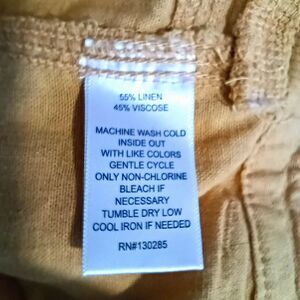 55% LINEN
45% VISCOSE
MACHINE WASH COLD
INSIDE OUT
WITH LIKE COLORS
GENTLE CYCLE
ONLY NON-CHLORINE
BLEACH IF
NECESSARY
TUMBLE DRY LOW
COOL IRON IF NEEDED
RN#130285